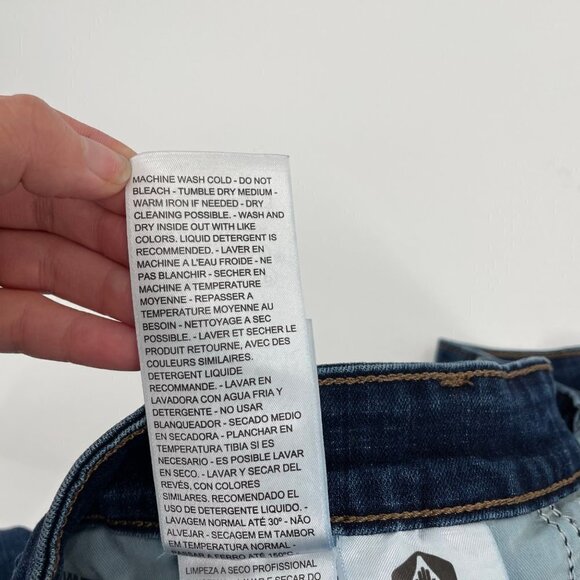 MACHINE WASH COLD - DO NOT
BLEACH - TUMBLE DRY MEDIUM -
WARM IRON IF NEEDED - DRY
CLEANING POSSIBLE. - WASH AND
DRY INSIDE OUT WITH LIKE
COLORS. LIQUID DETERGENT IS
RECOMMENDED. - LAVER EN
MACHINE A L'EAU FROIDE - NE
PAS BLANCHIR - SECHER EN
MACHINE A TEMPERATURE
MOYENNE - REPASSER A
TEMPERATURE MOYENNE AU
BESOIN - NETTOYAGE A SEC
POSSIBLE. - LAVER ET SECHER LE
PRODUIT RETOURNE, AVEC DES
COULEURS SIMILAIRES.
DETERGENT LIQUIDE
RECOMMANDE. - LAVAR EN
LAVADORA CON AGUA FRIA Y
DETERGENTE - NO USAR
BLANQUEADOR - SECADO MEDIO
EN SECADORA - PLANCHAR EN
TEMPERATURA TIBIA SI ES
NECESARIO - ES POSIBLE LAVAR
EN SECO. - LAVAR Y SECAR DEL
REVÉS, CON COLORES
SIMILARES. RECOMENDADO EL
USO DE DETERGENTE LIQUIDO. -
LAVAGEM NORMAL ATÉ 30º - NÃO
ALVEJAR - SECAGEM EM TAMBOR
EM TEMPERATURA NORMAL -
PASSAR A FERRO ATÉ 150ºC
LIMPEZA A SECO PROFISSIONAL